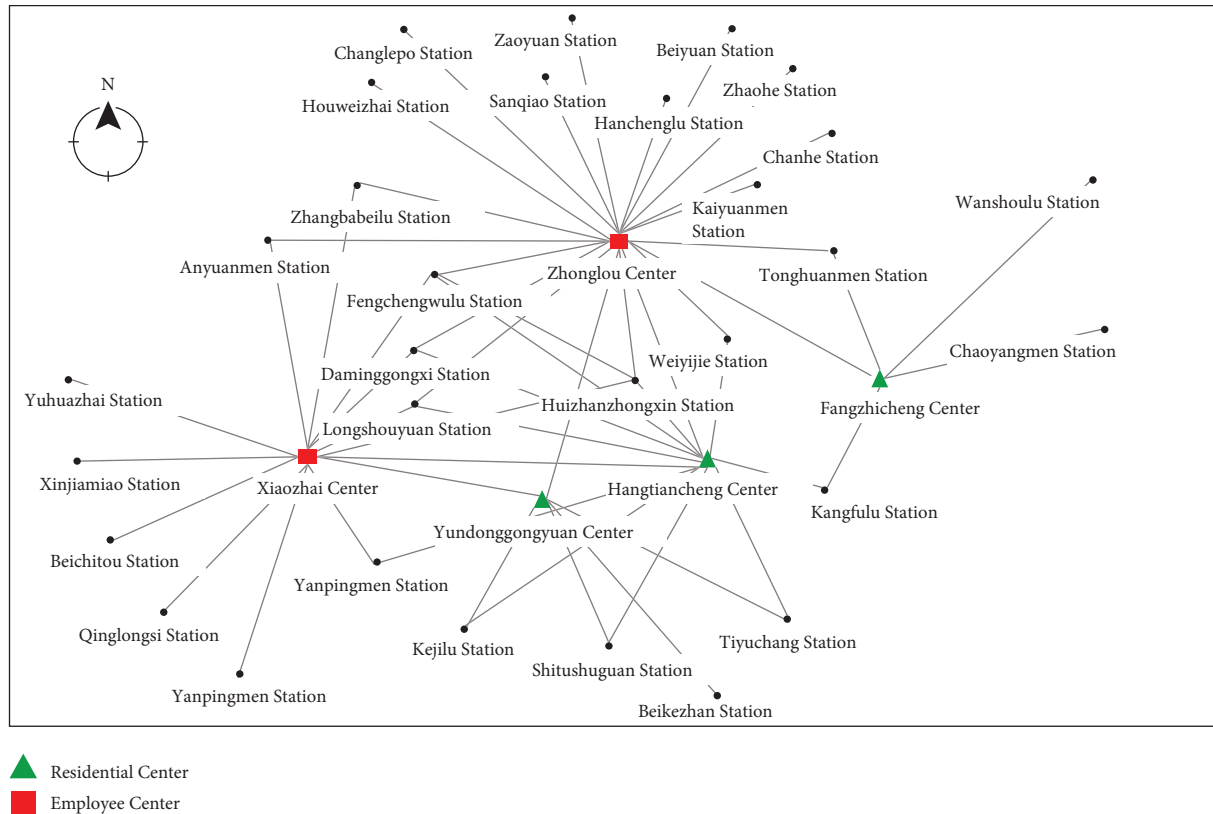 Zaoyuan Station
Changlepo Station
Beiyuan Station
N
Zhaohe Station
Houweizhai Station
Sanqiao Station
Hanchenglu Station
Chanhe Station
Wanshoulu Station
Kaiyuanmen
Station
Zhangbabeilu Station
Anyuanmen Station
Zhonglou Center
Tonghuanmen Station
Fengchengwulu Station
Weiyijie Station
Chaoyangmen Station
Daminggongxi Station
Yuhuazhai Station
Huizhanzhongxin Station
Fangzhicheng Center
Longshouyuan Station
Xinjiamiao Station
Xiaozhai Center
Hangtiancheng Center
Kangfulu Station
Yundonggongyuan Center
Beichitou Station
Yanpingmen Station
Qinglongsi Station
Kejilu Station
Tiyuchang Station
Shitushuguan Station
Yanpingmen Station
Beikezhan Station
Residential Center
Employee Center